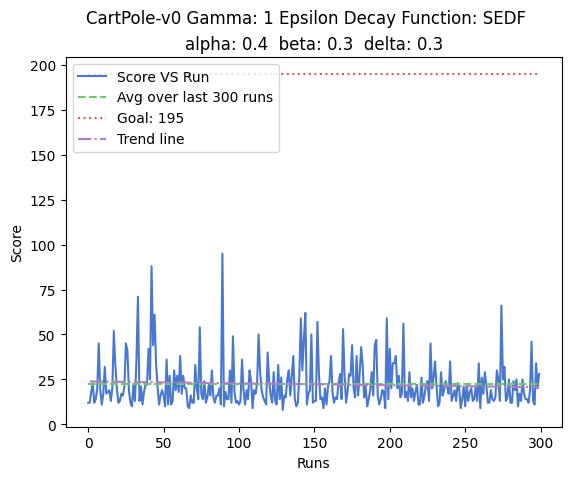 CartPole-v0 Gamma: 1 Epsilon Decay Function: SEDF
alpha: 0.4 beta: 0.3 delta: 0.3
Score VS Run
Avg over last 300 runs
Goal: 195
Trend line
200
175
150
125
100
75
50
25
0
Score
0 50 100 150 200 250 300
Runs